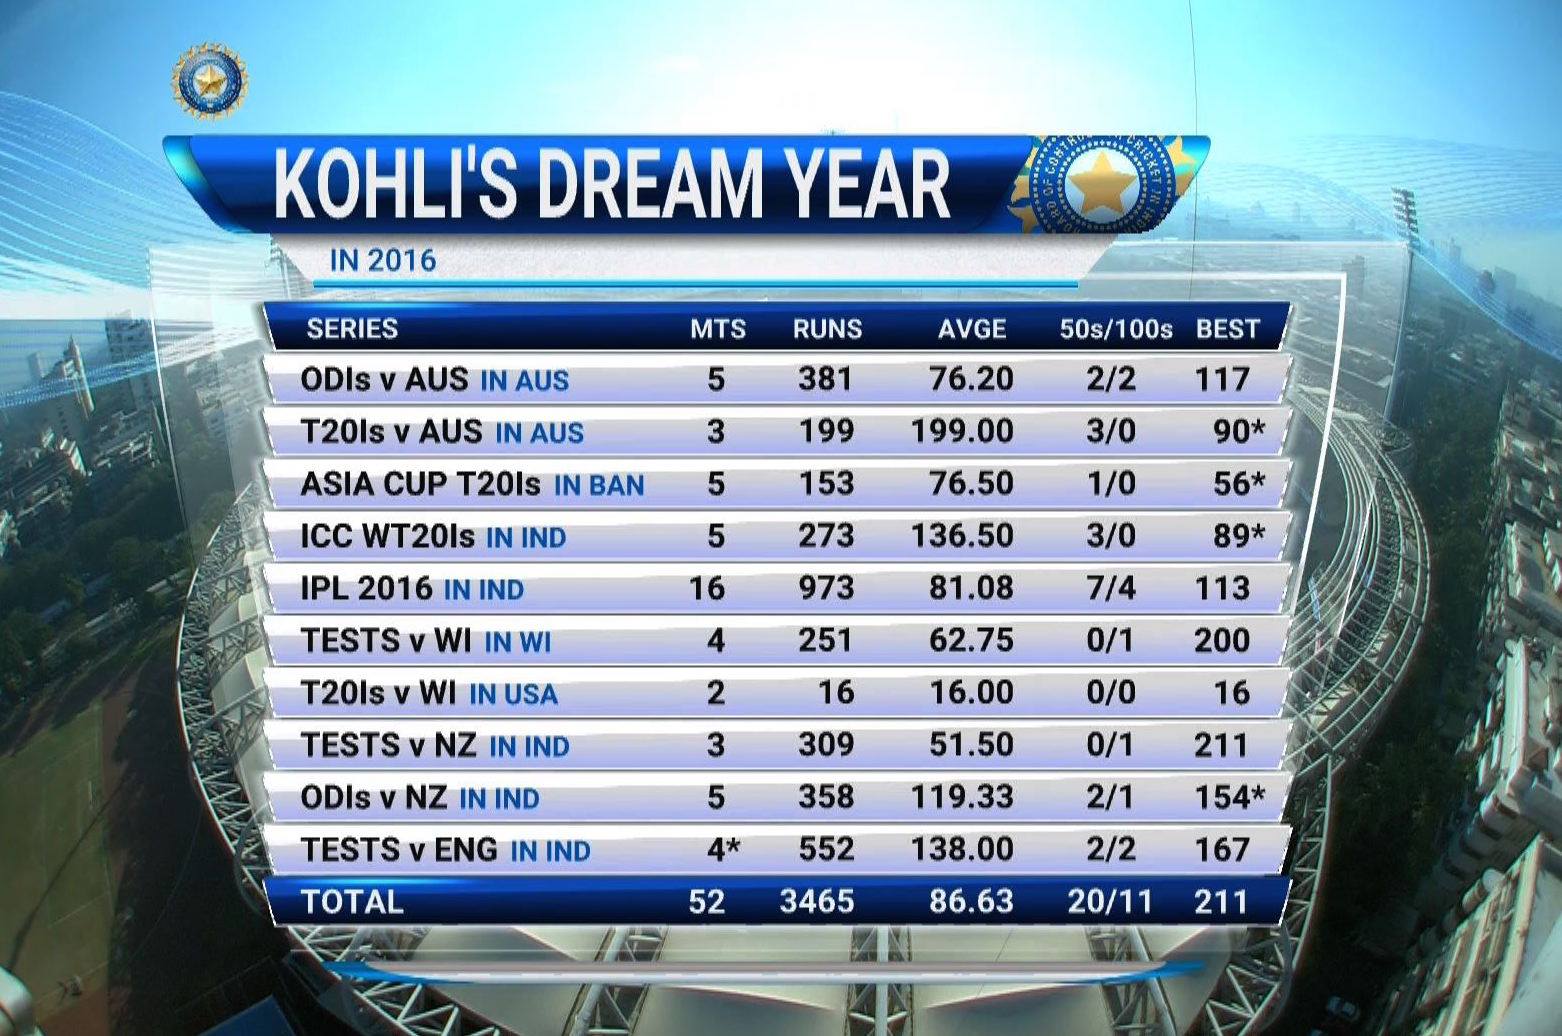 KOHLI'S DREAM YEAR
IN 2016
SERIES MTS RUNS AVGE 50s/100s BEST
ODIs v AUS IN AUS 5 381 76.20 2/2 117
T20Is v AUS IN AUS 3 199 199.00 3/0 90*
ASIA CUP T20Is IN BAN 5 153 76.50 1/0 56*
ICC WT20Is IN IND 5 273 136.50 3/0 89*
IPL 2016 IN IND 16 973 81.08 7/4 113
TESTS v WI IN WI 4 251 62.75 0/1 200
T20Is v WI IN USA 2 16 16.00 0/0 16
TESTS v NZ IN IND 3 309 51.50 0/1 211
ODIs v NZ IN IND 5 358 119.33 2/1 154*
TESTS v ENG IN IND 4* 552 138.00 2/2 167
TOTAL 52 3465 86.63 20/11 211